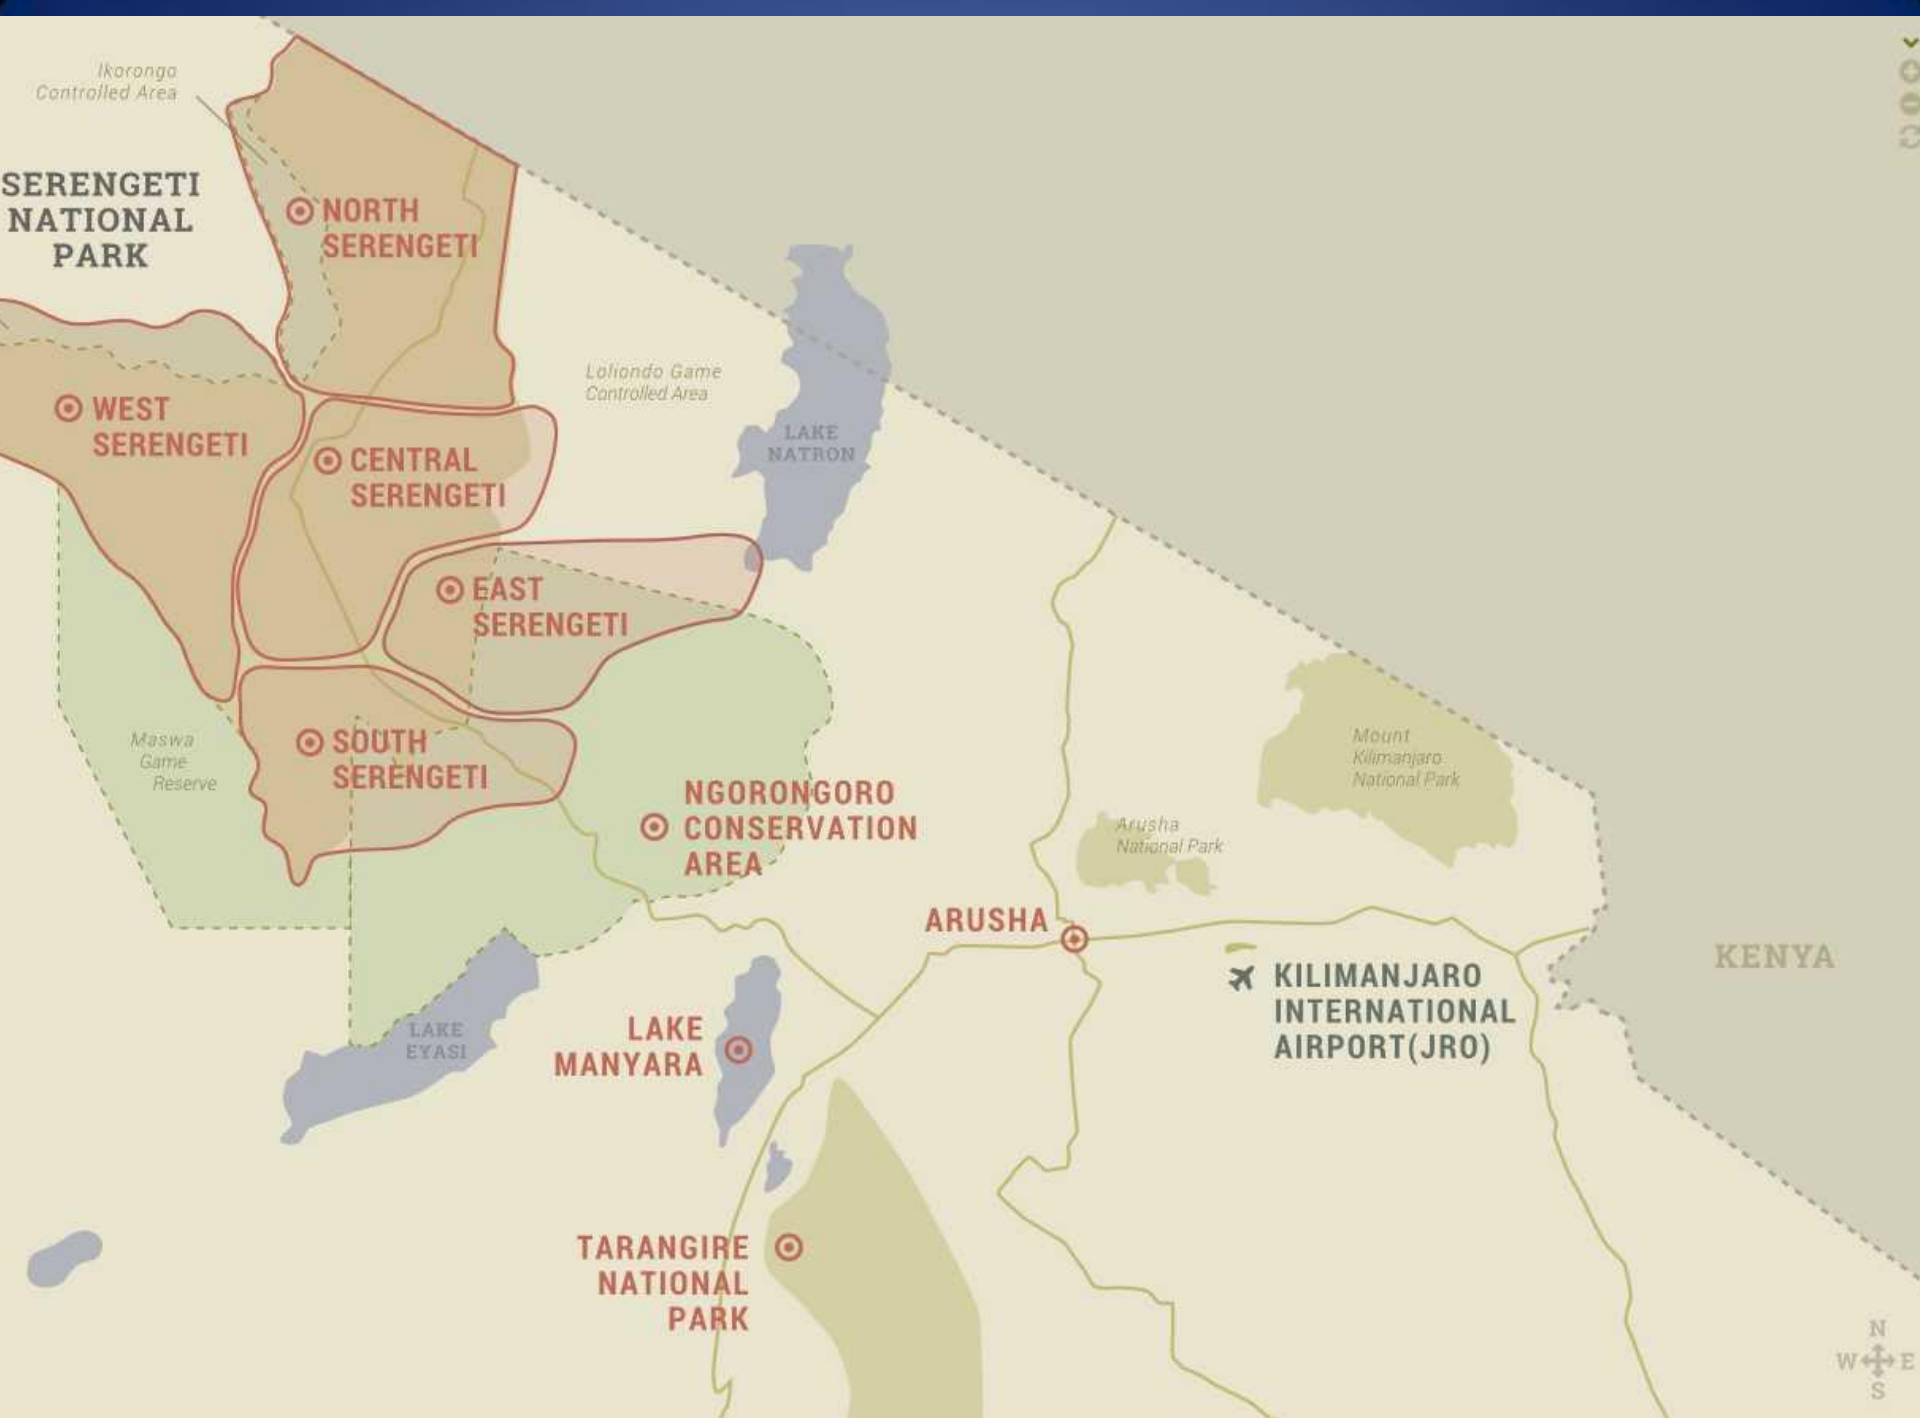 Ikorongo
Controlled Area
SERENGETI
NATIONAL
PARK
NORTH
SERENGETI
Loliondo Game
Controlled Area
WEST
SERENGETI
CENTRAL
SERENGETI
LAKE
NATRON
EAST
SERENGETI
Maswa
Game
Reserve
SOUTH
SERENGETI
NGORONGORO
CONSERVATION
AREA
Mount
Kilimanjaro
National Park
Arusha
National Park
ARUSHA
KENYA
KILIMANJARO
INTERNATIONAL
AIRPORT(JRO)
LAKE
EYASI
LAKE
MANYARA
TARANGIRE
NATIONAL
PARK
N
W E
S